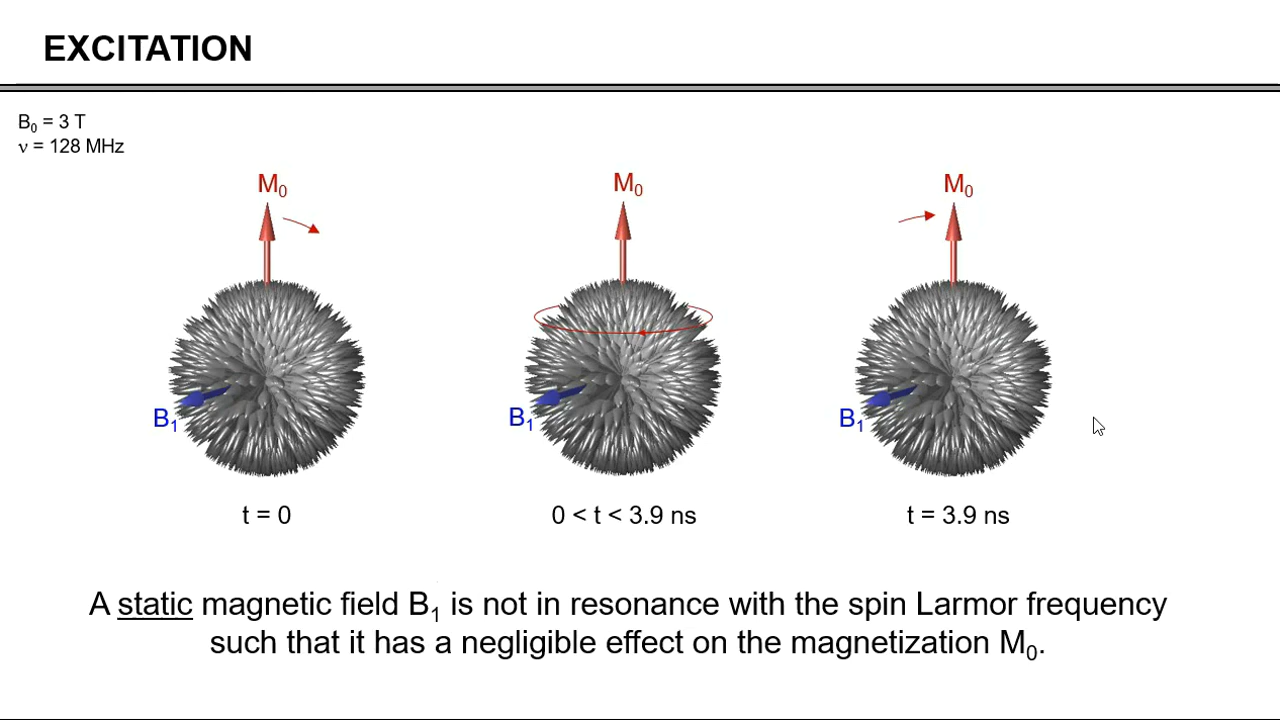 EXCITATION
B₀ = 3 T
ν = 128 MHz
M₀
M₀
M₀
B₁
B₁
B₁
t = 0
0 < t < 3.9 ns
t = 3.9 ns
A static magnetic field B₁ is not in resonance with the spin Larmor frequency
such that it has a negligible effect on the magnetization M₀.